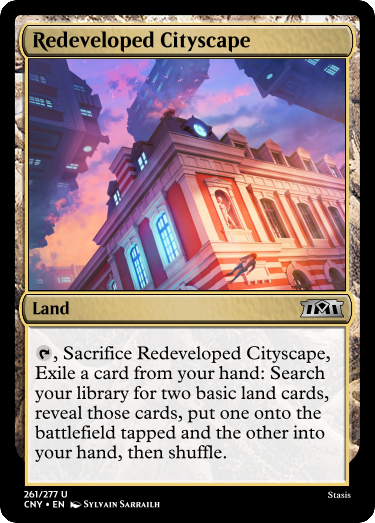 Redeveloped Cityscape
Land
, Sacrifice Redeveloped Cityscape,
Exile a card from your hand: Search
your library for two basic land cards,
reveal those cards, put one onto the
battlefield tapped and the other into
your hand, then shuffle.
261/277 U
Stasis
CNY • EN Sylvain Sarrailh